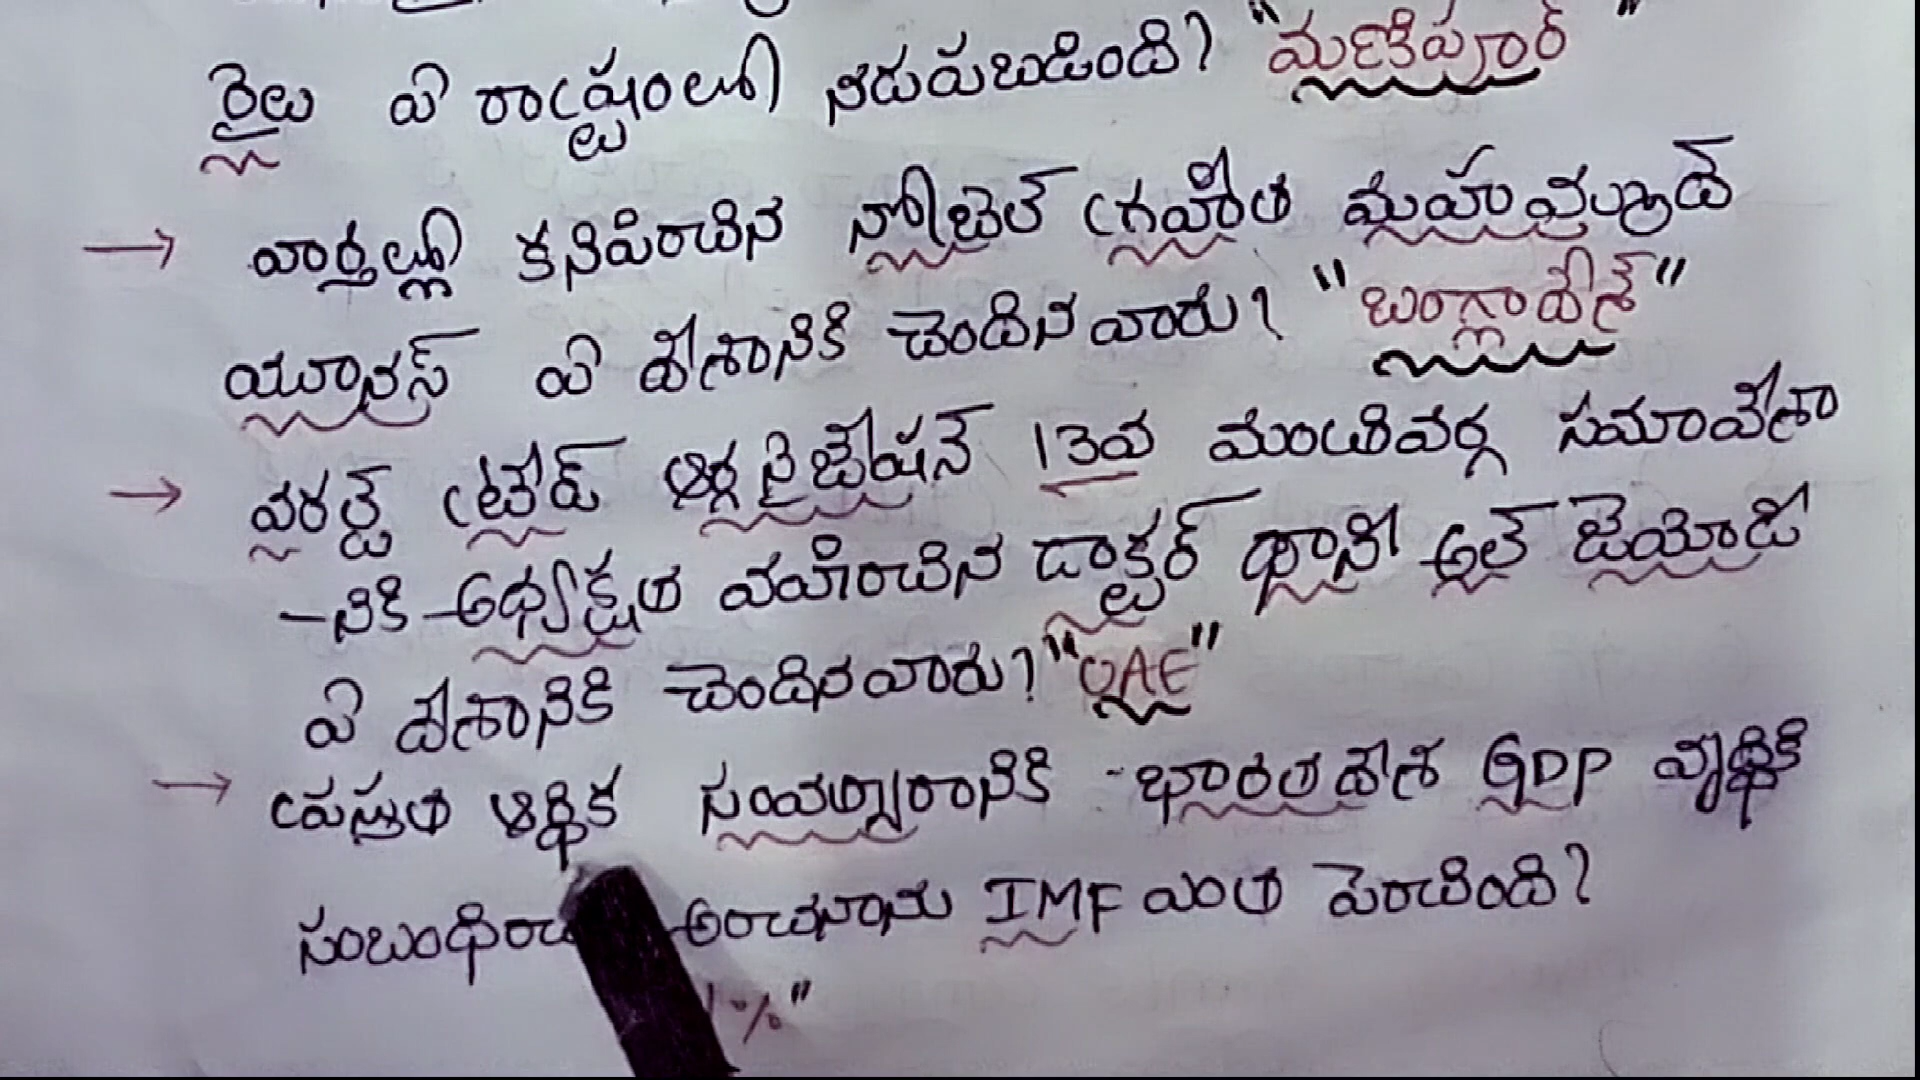 రైలు ఏ రాష్ట్రంలో నడుపబడింది? "మణిపూర్"
→ వార్తల్లో కనిపించిన నోబెల్ గ్రహీత మహమ్మూద్
యూనస్ ఏ దేశానికి చెందినవారు? "బంగ్లాదేశ్"
→ వరల్డ్ ట్రేడ్ ఆర్గనైజేషన్ 13వ మంత్రివర్గ సమావేశా
-నికి అధ్యక్షత వహించిన డాక్టర్ థాని అల్ జెయోడి
ఏ దేశానికి చెందినవారు? "UAE"
→ ప్రస్తుత ఆర్థిక సంవత్సరానికి భారతదేశ GDP వృద్ధికి
అంచనాను IMF ఎంత పెంచింది?
%"